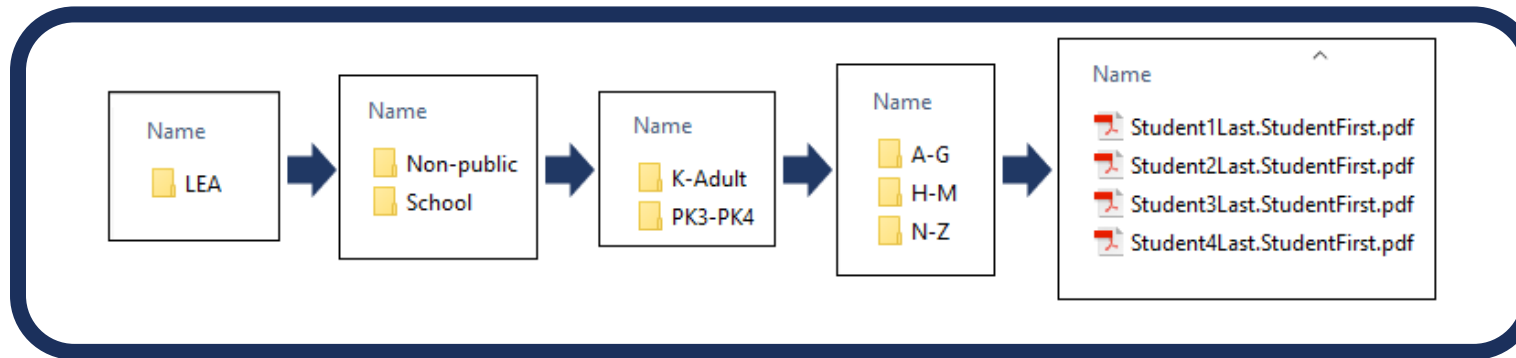 Name
LEA
Name
Non-public
School
Name
K-Adult
PK3-PK4
Name
A-G
H-M
N-Z
Name
Student1Last.StudentFirst.pdf
Student2Last.StudentFirst.pdf
Student3Last.StudentFirst.pdf
Student4Last.StudentFirst.pdf